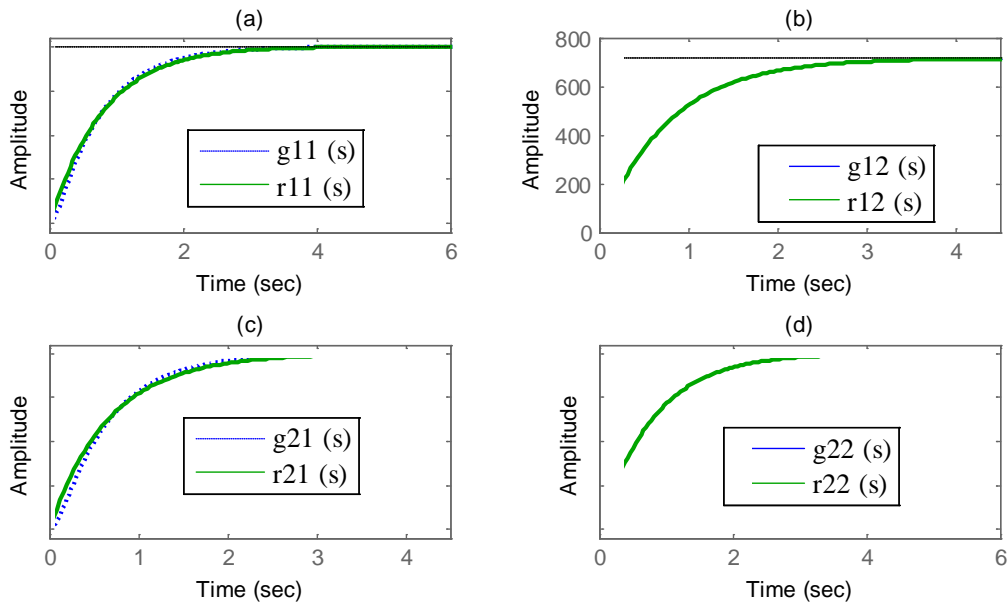 (a)
Amplitude
g11 (s)
r11 (s)
0 2 4 6
Time (sec)
(b)
800
600
400
200
0
Amplitude
g12 (s)
r12 (s)
0 1 2 3 4
Time (sec)
(c)
Amplitude
g21 (s)
r21 (s)
0 1 2 3 4
Time (sec)
(d)
Amplitude
g22 (s)
r22 (s)
0 2 4 6
Time (sec)